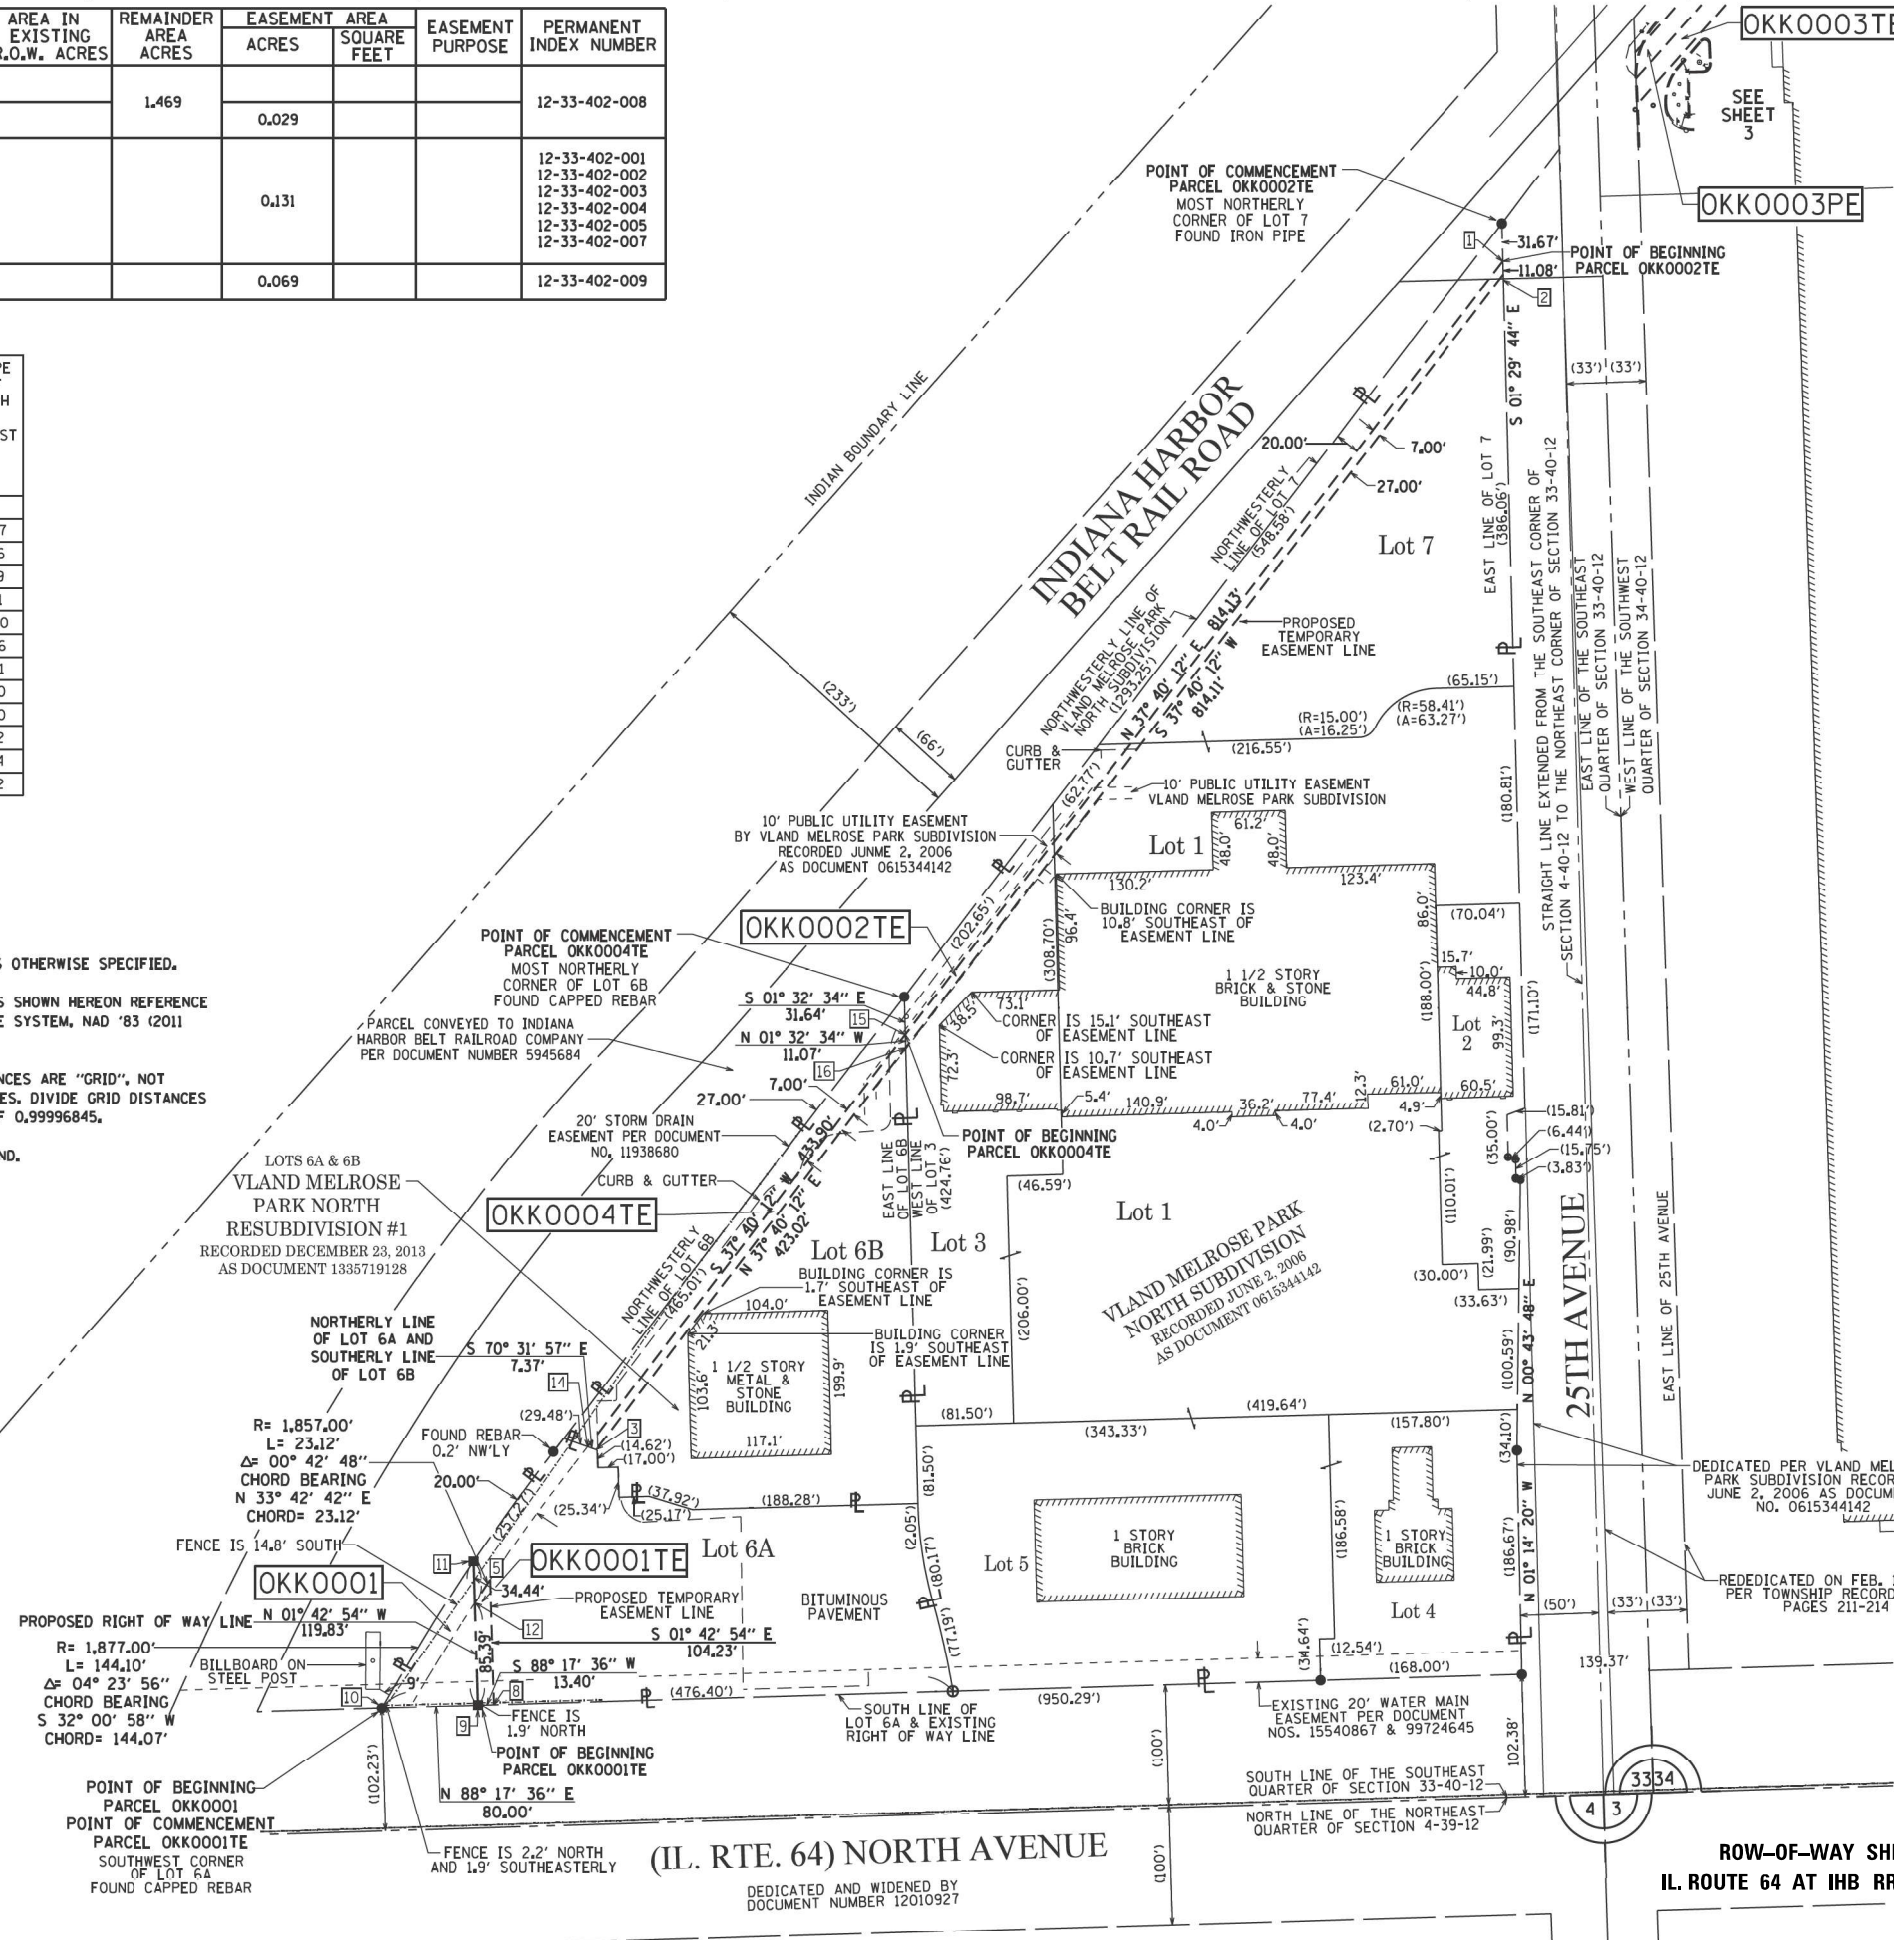 AREA IN
EXISTING
R.O.W. ACRES
REMAINDER
AREA
ACRES
EASEMENT AREA
ACRES
SQUARE
FEET
EASEMENT
PURPOSE
PERMANENT
INDEX NUMBER
1.469
12-33-402-008
0.029
0.131
12-33-402-001
12-33-402-002
12-33-402-003
12-33-402-004
12-33-402-005
12-33-402-007
0.069
12-33-402-009
OTHERWISE SPECIFIED.
SHOWN HEREON REFERENCE
SYSTEM, NAD '83 (2011
NCES ARE "GRID", NOT
ES. DIVIDE GRID DISTANCES
F 0.99996845.
ND.
OKK0003TE
SEE
SHEET
3
OKK0003PE
POINT OF COMMENCEMENT
PARCEL OKK0002TE
MOST NORTHERLY
CORNER OF LOT 7
FOUND IRON PIPE
1
31.67'
POINT OF BEGINNING
PARCEL OKK0002TE
11.08'
2
S 01° 29' 44" E
(33') (33')
INDIAN BOUNDARY LINE
INDIANA HARBOR
BELT RAIL ROAD
20.00'
7.00'
27.00'
NORTHWESTERLY
LINE OF LOT 7
(548.58')
Lot 7
EAST LINE OF LOT 7
(386.06')
STRAIGHT LINE EXTENDED FROM THE SOUTHEAST CORNER OF
SECTION 4-40-12 TO THE NORTHEAST CORNER OF SECTION 33-40-12
EAST LINE OF THE SOUTHEAST
QUARTER OF SECTION 33-40-12
WEST LINE OF THE SOUTHWEST
QUARTER OF SECTION 34-40-12
NORTHWESTERLY LINE OF
VLAND MELROSE PARK
NORTH SUBDIVISION
(1293.25')
N 37° 40' 12" E 814.13'
S 37° 40' 12" W
814.11'
PROPOSED
TEMPORARY
EASEMENT LINE
(233')
(66')
(65.15')
(R=58.41')
(A=63.27')
(R=15.00')
(A=16.25')
(216.55')
CURB &
GUTTER
(62.77')
10' PUBLIC UTILITY EASEMENT
VLAND MELROSE PARK SUBDIVISION
(180.81')
10' PUBLIC UTILITY EASEMENT
BY VLAND MELROSE PARK SUBDIVISION
RECORDED JUNME 2, 2006
AS DOCUMENT 0615344142
Lot 1
61.2'
48.0'
48.0'
130.2'
123.4'
BUILDING CORNER IS
10.8' SOUTHEAST OF
EASEMENT LINE
86.0'
(70.04')
OKK0002TE
(202.65')
(308.70')
96.4'
POINT OF COMMENCEMENT
PARCEL OKK0004TE
MOST NORTHERLY
CORNER OF LOT 6B
FOUND CAPPED REBAR
1 1/2 STORY
BRICK & STONE
BUILDING
15.7'
10.0'
44.8'
(188.00')
Lot
2
99.3'
(171.10')
S 01° 32' 34" E
31.64'
15
N 01° 32' 34" W
11.07'
16
38.5'
73.1'
CORNER IS 15.1' SOUTHEAST
OF EASEMENT LINE
CORNER IS 10.7' SOUTHEAST
OF EASEMENT LINE
72.3'
PARCEL CONVEYED TO INDIANA
HARBOR BELT RAILROAD COMPANY
PER DOCUMENT NUMBER 5945684
7.00'
27.00'
98.7'
5.4'
140.9'
36.2'
77.4'
12.3'
61.0'
60.5'
4.0'
4.0'
4.9'
(2.70')
(15.81')
(35.00')
(6.44')
(15.75')
(3.83')
20' STORM DRAIN
EASEMENT PER DOCUMENT
NO. 11938680
433.90'
POINT OF BEGINNING
PARCEL OKK0004TE
LOTS 6A & 6B
VLAND MELROSE
PARK NORTH
RESUBDIVISION #1
RECORDED DECEMBER 23, 2013
AS DOCUMENT 1335719128
CURB & GUTTER
OKK0004TE
EAST LINE
OF LOT 6B
WEST LINE
OF LOT 3
(424.76')
(46.59')
Lot 1
(110.01')
25TH AVENUE
EAST LINE OF 25TH AVENUE
NORTHWESTERLY
LINE OF LOT 6B
(465.01')
S 37° 40' 12" W
N 37° 40' 12" E
423.02'
Lot 6B
Lot 3
VLAND MELROSE PARK
NORTH SUBDIVISION
RECORDED JUNE 2, 2006
AS DOCUMENT 0615344142
(21.99')
(90.98')
(30.00')
(33.63')
BUILDING CORNER IS
1.7' SOUTHEAST OF
EASEMENT LINE
(206.00')
104.0'
21.3'
BUILDING CORNER
IS 1.9' SOUTHEAST
OF EASEMENT LINE
1 1/2 STORY
METAL &
STONE
BUILDING
103.6'
199.9'
117.1'
NORTHERLY LINE
OF LOT 6A AND
SOUTHERLY LINE
OF LOT 6B
S 70° 31' 57" E
7.37'
14
(29.48')
3
(14.62')
(17.00')
N 00° 43' 48" E
(100.59')
(81.50')
(343.33')
(419.64')
(157.80')
(34.10')
R= 1,857.00'
L= 23.12'
Δ= 00° 42' 48"
CHORD BEARING
N 33° 42' 42" E
CHORD= 23.12'
FOUND REBAR
0.2' NW'LY
20.00'
(257.27')
(25.34')
(37.92')
(25.17')
(188.28')
(81.50')
(2.05')
DEDICATED PER VLAND MEL
PARK SUBDIVISION RECOR
JUNE 2, 2006 AS DOCUM
NO. 0615344142
FENCE IS 14.8' SOUTH
11
5
OKK0001TE
Lot 6A
Lot 5
1 STORY
BRICK
BUILDING
(186.58')
1 STORY
BRICK
BUILDING
(186.67')
N 01° 14' 20" W
OKK0001
34.44'
PROPOSED TEMPORARY
EASEMENT LINE
BITUMINOUS
PAVEMENT
(80.17')
(77.19')
Lot 4
REDEDICATED ON FEB.
PER TOWNSHIP RECORD
PAGES 211-214
(50')
(33') (33')
PROPOSED RIGHT OF WAY LINE
N 01° 42' 54" W
119.83'
12
S 01° 42' 54" E
104.23'
R= 1,877.00'
L= 144.10'
Δ= 04° 23' 56"
CHORD BEARING
S 32° 00' 58" W
CHORD= 144.07'
BILLBOARD ON
STEEL POST
85.39'
S 88° 17' 36" W
13.40'
8
10
9'
9
(476.40')
(34.64')
(12.54')
(168.00')
139.37'
FENCE IS
1.9' NORTH
SOUTH LINE OF
LOT 6A & EXISTING
RIGHT OF WAY LINE
(950.29')
EXISTING 20' WATER MAIN
EASEMENT PER DOCUMENT
NOS. 15540867 & 99724645
102.38'
POINT OF BEGINNING
PARCEL OKK0001TE
(102.23')
N 88° 17' 36" E
80.00'
(100')
SOUTH LINE OF THE SOUTHEAST
QUARTER OF SECTION 33-40-12
NORTH LINE OF THE NORTHEAST
QUARTER OF SECTION 4-39-12
33 34
4 3
POINT OF BEGINNING
PARCEL OKK0001
POINT OF COMMENCEMENT
PARCEL OKK0001TE
SOUTHWEST CORNER
OF LOT 6A
FOUND CAPPED REBAR
FENCE IS 2.2' NORTH
AND 1.9' SOUTHEASTERLY
(IL. RTE. 64) NORTH AVENUE
DEDICATED AND WIDENED BY
DOCUMENT NUMBER 12010927
(100')
ROW-OF-WAY SH
IL. ROUTE 64 AT IHB RR